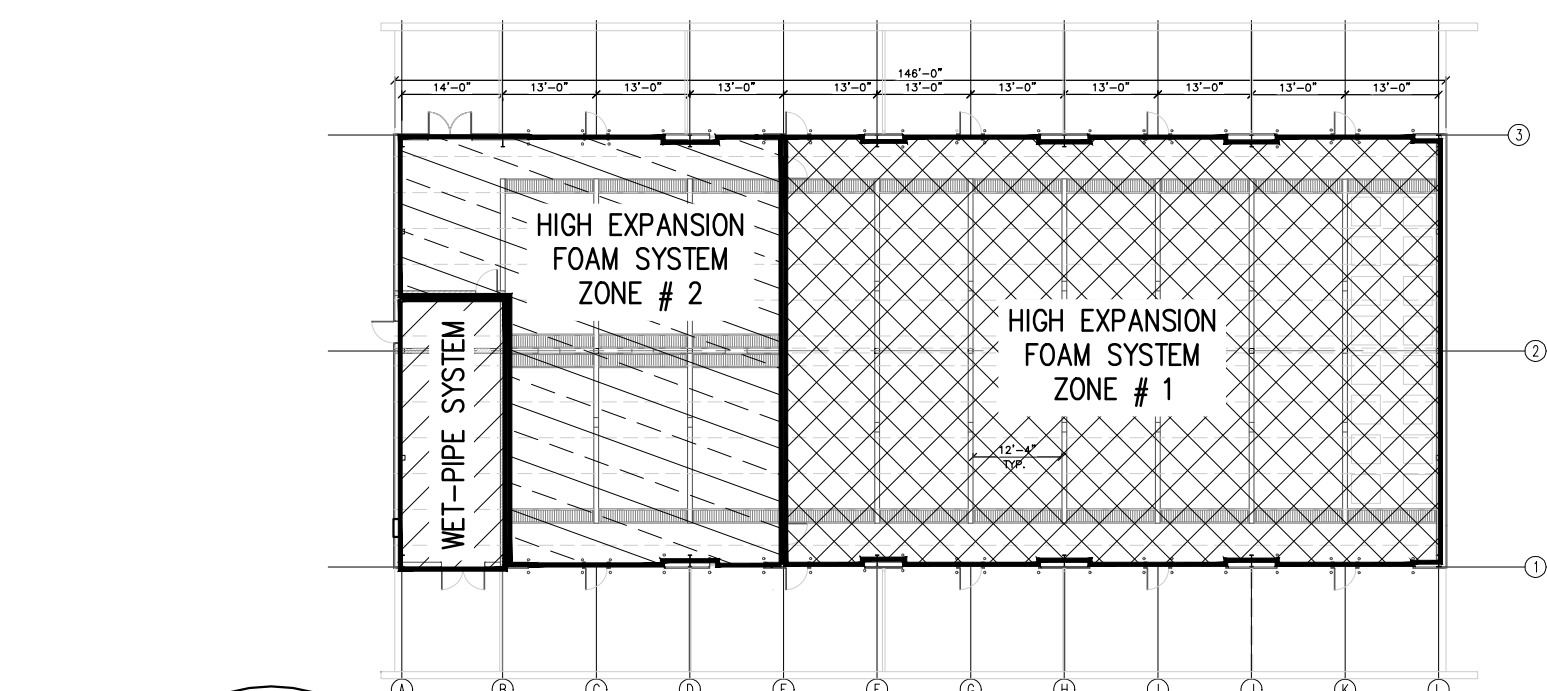 146'-0"
14'-0" 13'-0" 13'-0" 13'-0" 13'-0" 13'-0" 13'-0" 13'-0" 13'-0" 13'-0" 13'-0"
3
HIGH EXPANSION
FOAM SYSTEM
ZONE # 2
HIGH EXPANSION
FOAM SYSTEM
ZONE # 1
2
WET-PIPE SYSTEM
12'-4"
TYP.
1
A B C D E F G H I J K L